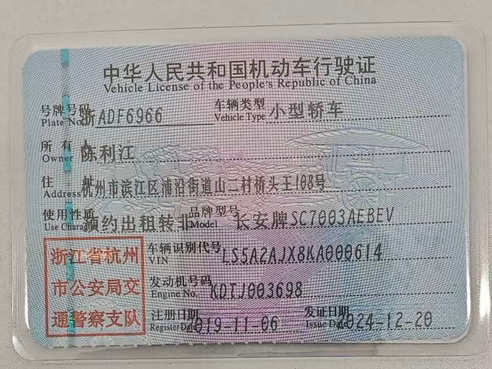 中华人民共和国机动车行驶证
Vehicle License of the People's Republic of China
号牌号码 浙ADF6966 车辆类型 小型轿车
Plate No. Vehicle Type
所有人 陈利江
Owner
住 杭州市滨江区浦沿街道山二村桥头王108号
Address
使用性质 预约出租转非 品牌型号 长安牌SC7003AEBEV
Use Character
浙江省杭州 车辆识别代号 LS5A2AJX8KA000614
VIN
市公安局交 发动机号码 KDTJ003698
Engine No.
通警察支队 注册日期 2019-11-06 发证日期 2024-12-20
Register Date Issue Date